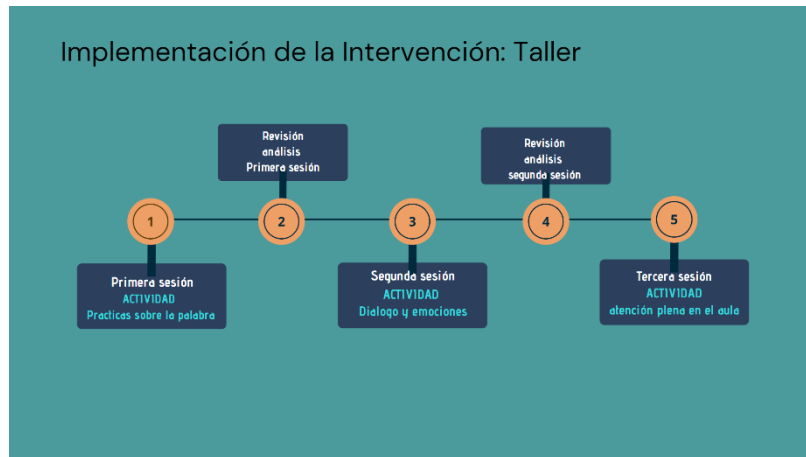 Implementación de la Intervención: Taller
1
Primera sesión
ACTIVIDAD
Practicas sobre la palabra
2
Revisión
análisis
Primera sesión
3
Segunda sesión
ACTIVIDAD
Dialogo y emociones
4
Revisión
análisis
segunda sesión
5
Tercera sesión
ACTIVIDAD
atención plena en el aula